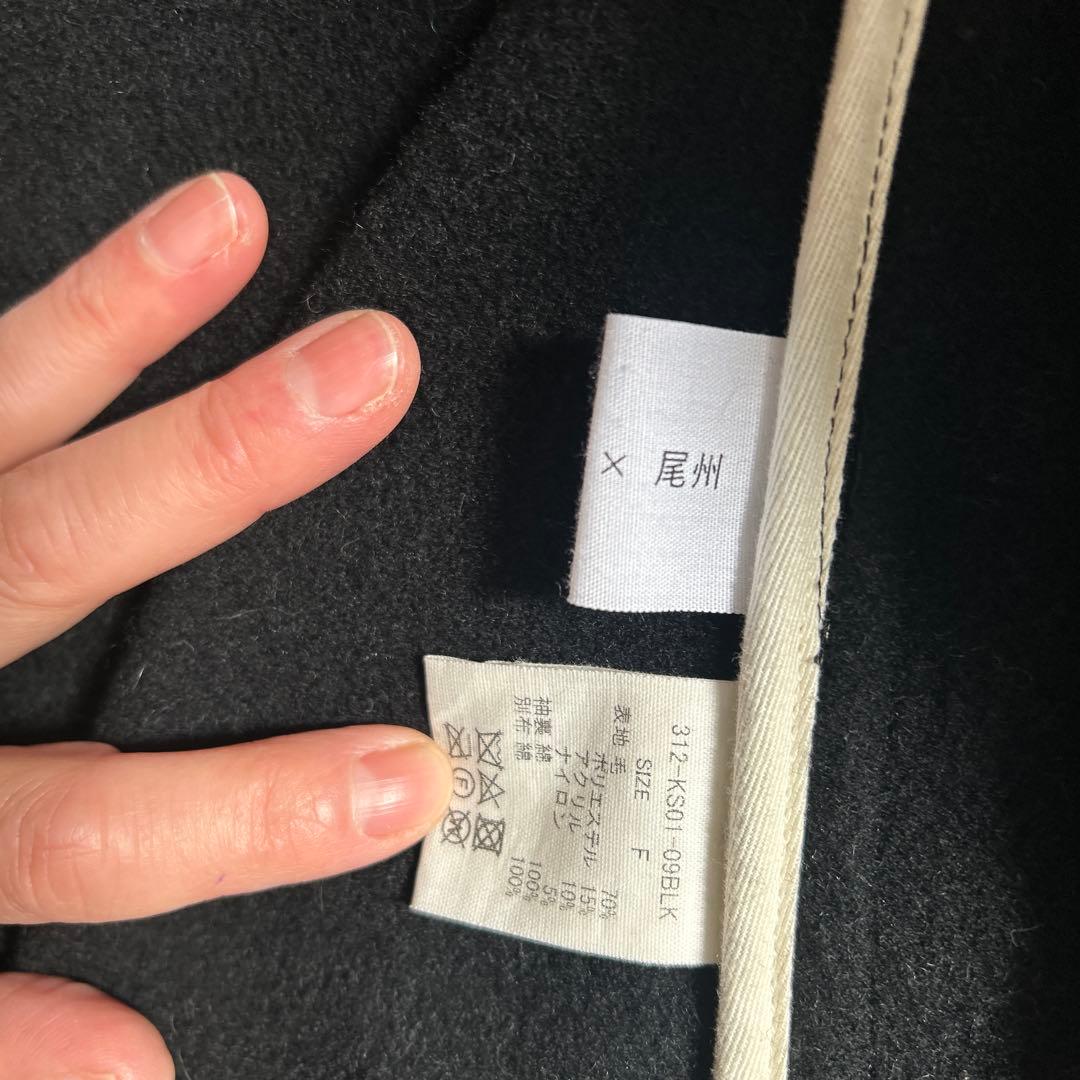 × 尾州
312-KS01-09BLK
SIZE F
表地 毛 70%
ポリエステル 15%
アクリル 10%
ナイロン 5%
袖裏 綿 100%
別布 綿 100%
F